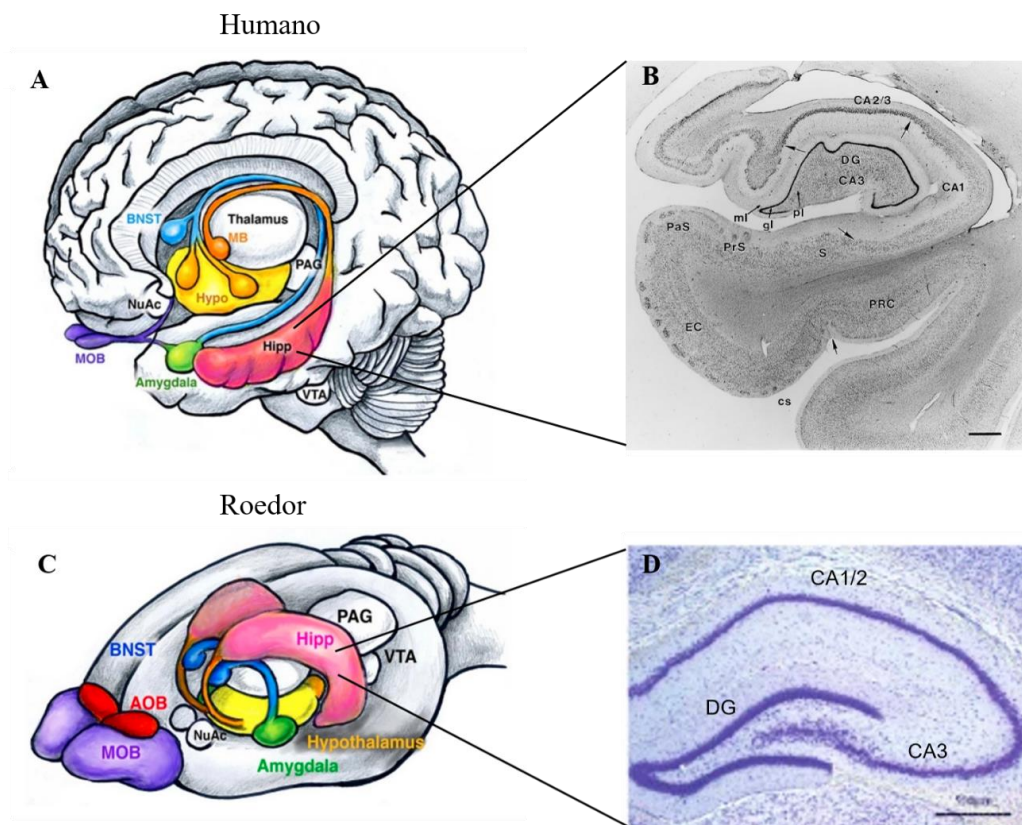 Humano
A
BNST
Thalamus
MB
PAG
Hypo
NuAc
MOB
Hipp
Amygdala
VTA
B
CA2/3
DG
CA3
CA1
ml
gl
pl
PaS
PrS
S
EC
PRC
cs
Roedor
C
PAG
Hipp
BNST
VTA
AOB
NuAc
MOB
Hypothalamus
Amygdala
D
CA1/2
DG
CA3